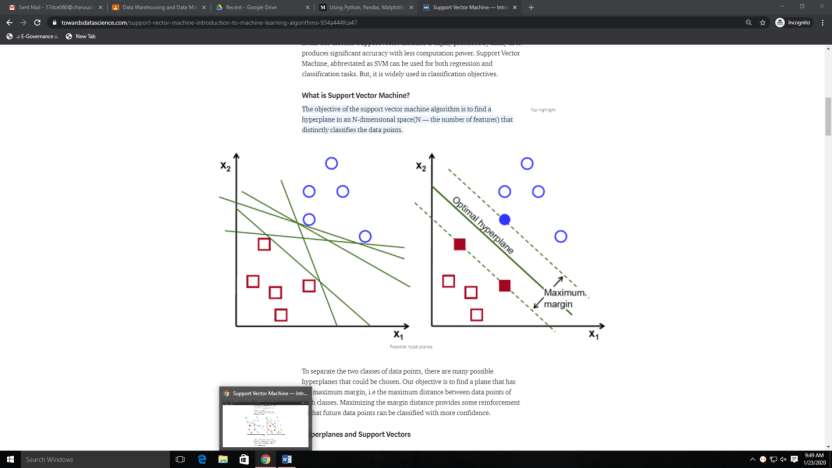 Sent Mail - 17dce090@charusat
Data Warehousing and Data Mi
Recent - Google Drive
Using Python, Pandas, Matplotl
Support Vector Machine — Intr
towardsdatascience.com/support-vector-machine-introduction-to-machine-learning-algorithms-934a444fca47
Incognito
:: E-Governance ::
New Tab
produces significant accuracy with less computation power. Support Vector
Machine, abbreviated as SVM can be used for both regression and
classification tasks. But, it is widely used in classification objectives.
What is Support Vector Machine?
The objective of the support vector machine algorithm is to find a
hyperplane in an N-dimensional space(N — the number of features) that
distinctly classifies the data points.
Top highlight
X2
X1
X2
Optimal hyperplane
Maximum
margin
X1
Possible hyperplanes
To separate the two classes of data points, there are many possible
hyperplanes that could be chosen. Our objective is to find a plane that has
maximum margin, i.e the maximum distance between data points of
classes. Maximizing the margin distance provides some reinforcement
that future data points can be classified with more confidence.
Support Vector Machine — Intr...
perplanes and Support Vectors
Search Windows
9:49 AM
1/23/2020